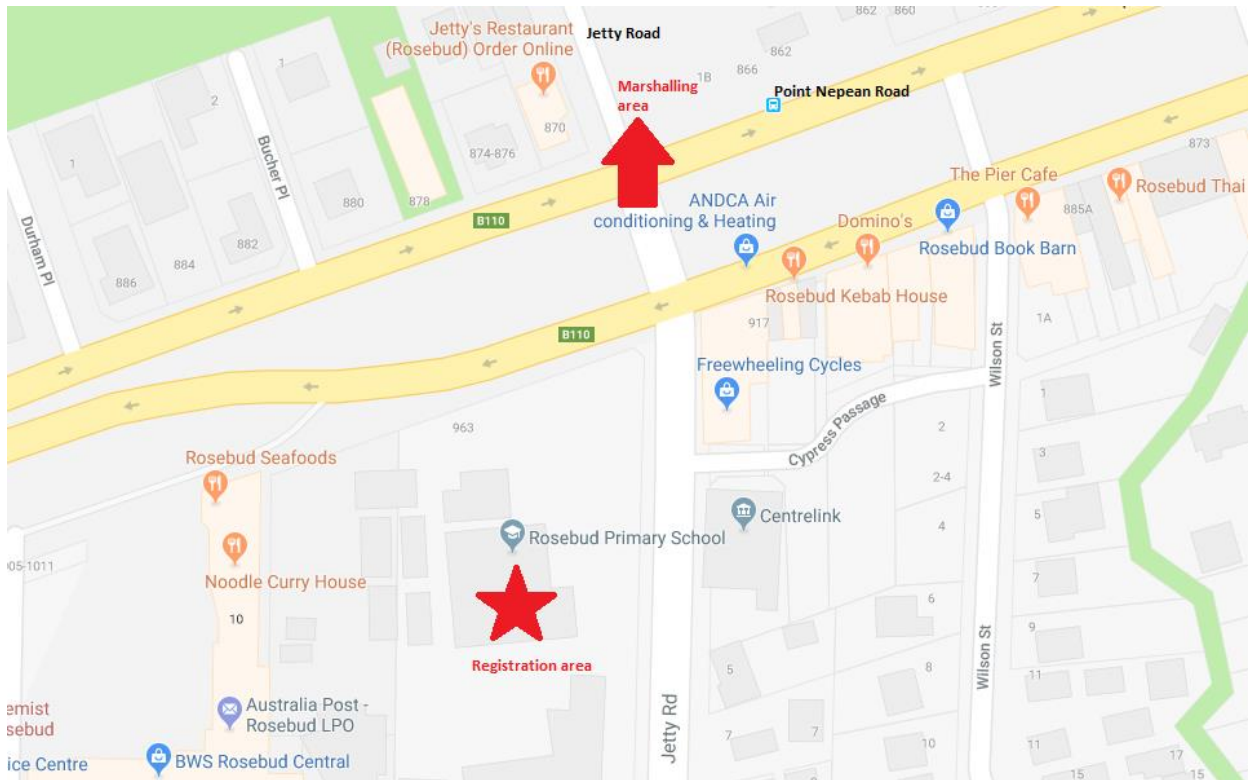 862
860
Jetty's Restaurant
(Rosebud) Order Online
Jetty Road
1
862
866
1B
2
Marshalling
area
Point Nepean Road
870
Bucher Pl
874-876
873
1
The Pier Cafe
Rosebud Thai
880
878
ANDCA Air
conditioning & Heating
885A
B110
Domino's
Durham Pl
882
Rosebud Book Barn
884
886
Rosebud Kebab House
917
1A
B110
Wilson St
Freewheeling Cycles
1
Cypress Passage
963
2
3
Rosebud Seafoods
2-4
Centrelink
5
4
Rosebud Primary School
05-1011
Noodle Curry House
7
6
10
9
Registration area
5
8
11
Wilson St
Jetty Rd
emist
sebud
Australia Post -
Rosebud LPO
7
7
10
11
17
ice Centre
BWS Rosebud Central
15
15